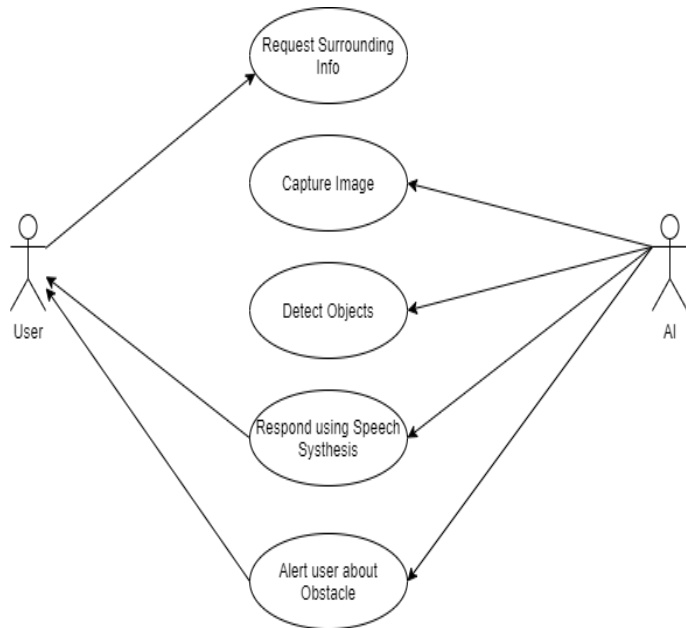 Request Surrounding
Info
Capture Image
User
AI
Detect Objects
Respond using Speech
Systhesis
Alert user about
Obstacle